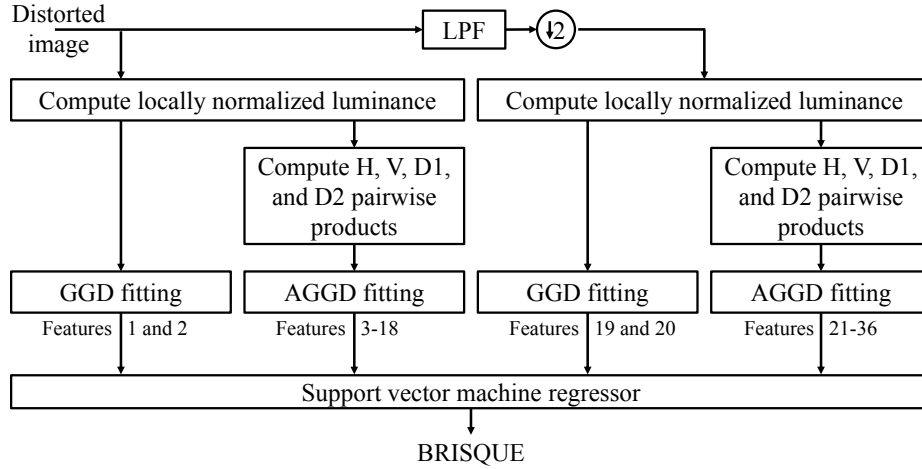 Distorted
image
LPF
↓2
Compute locally normalized luminance
Compute locally normalized luminance
Compute H, V, D1,
and D2 pairwise
products
Compute H, V, D1,
and D2 pairwise
products
GGD fitting
AGGD fitting
GGD fitting
AGGD fitting
Features 1 and 2
Features 3-18
Features 19 and 20
Features 21-36
Support vector machine regressor
BRISQUE